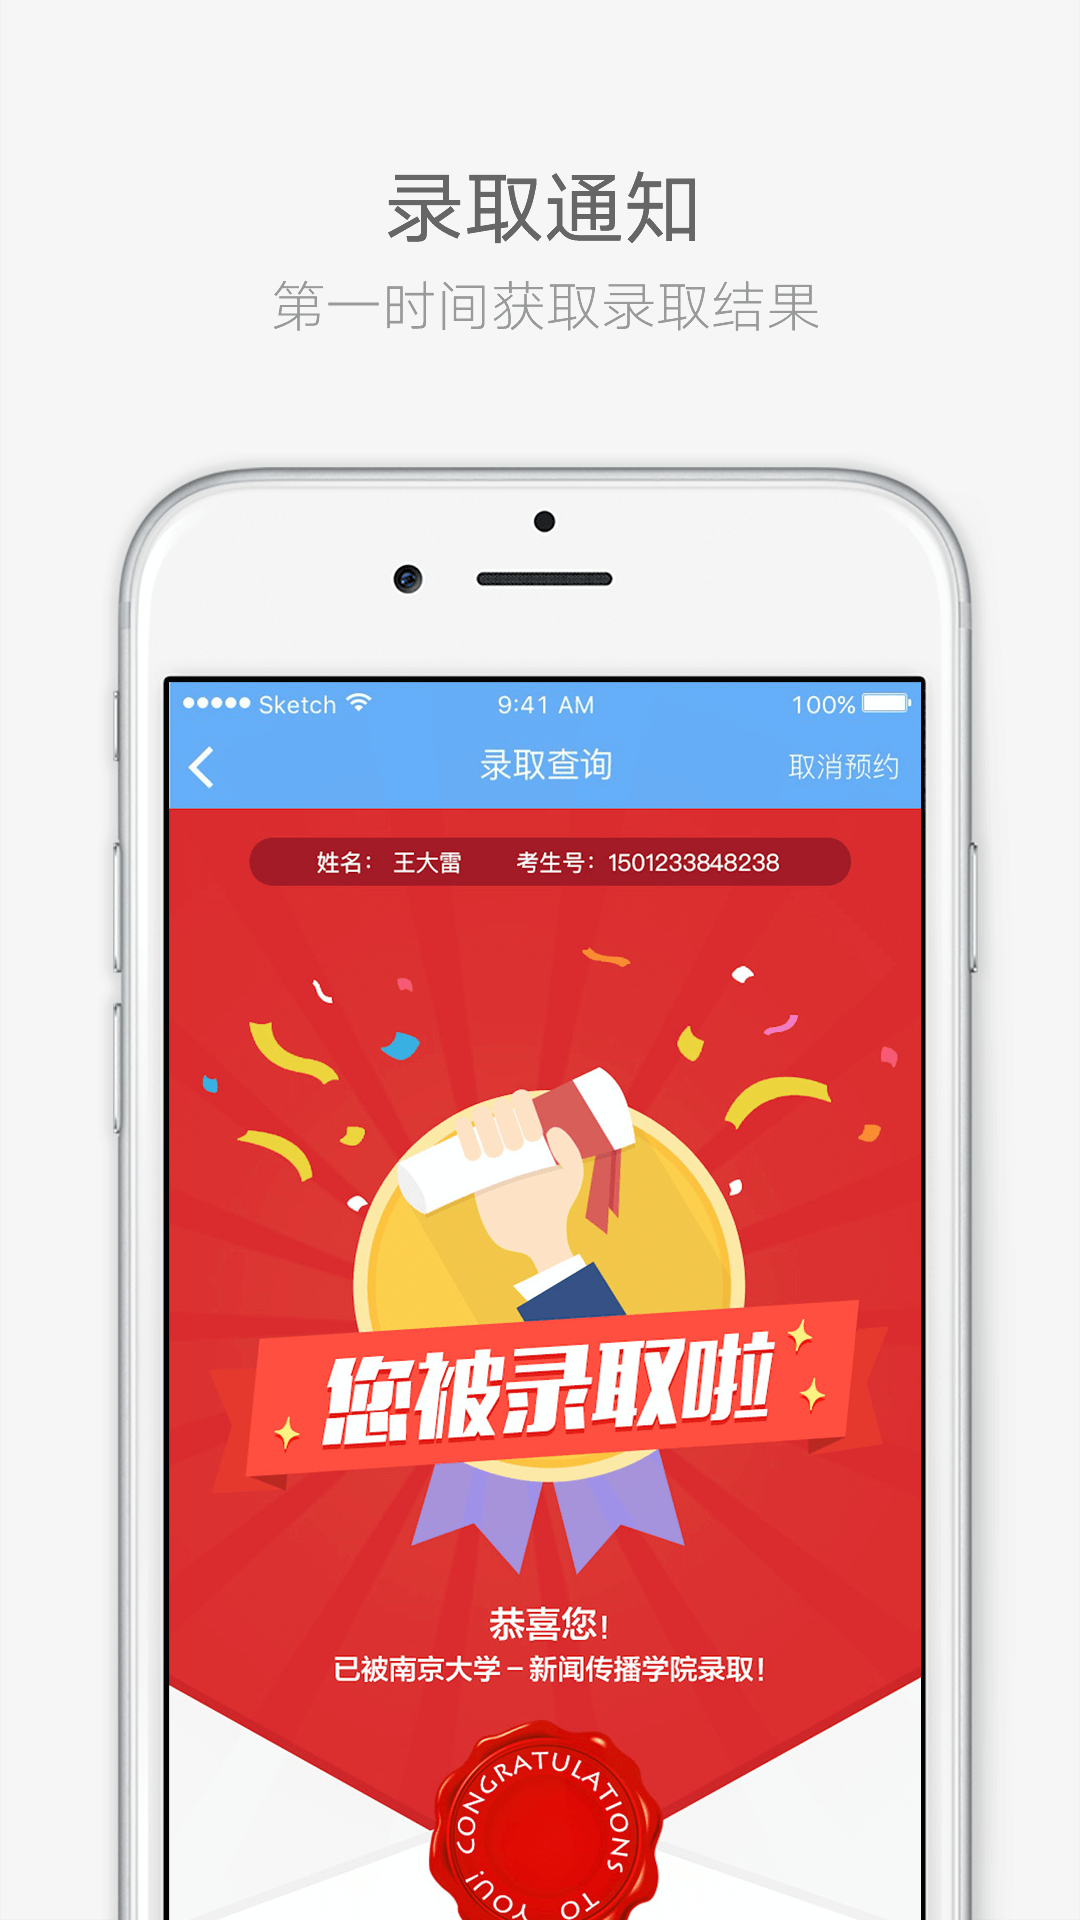 录取通知
第一时间获取录取结果
Sketch 9:41 AM 100%
录取查询 取消预约
姓名： 王大雷 考生号：1501233848238
您被录取啦
恭喜您！
已被南京大学－新闻传播学院录取！
CONGRATULATIONS TO YOU!